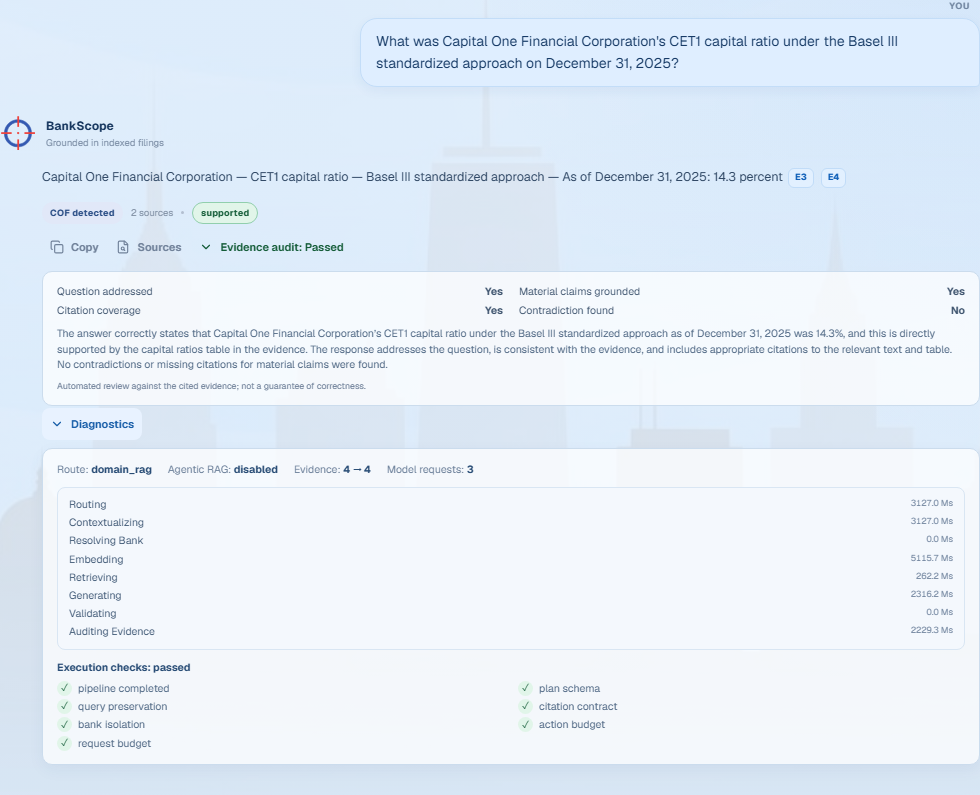 YOU
What was Capital One Financial Corporation's CET1 capital ratio under the Basel III
standardized approach on December 31, 2025?
BankScope
Grounded in indexed filings
Capital One Financial Corporation — CET1 capital ratio — Basel III standardized approach — As of December 31, 2025: 14.3 percent E3 E4
COF detected 2 sources • supported
Copy Sources Evidence audit: Passed
Question addressed Yes Material claims grounded Yes
Citation coverage Yes Contradiction found No
The answer correctly states that Capital One Financial Corporation's CET1 capital ratio under the Basel III standardized approach as of December 31, 2025 was 14.3%, and this is directly
supported by the capital ratios table in the evidence. The response addresses the question, is consistent with the evidence, and includes appropriate citations to the relevant text and table.
No contradictions or missing citations for material claims were found.
Automated review against the cited evidence; not a guarantee of correctness.
Diagnostics
Route: domain_rag Agentic RAG: disabled Evidence: 4 → 4 Model requests: 3
Routing 3127.0 Ms
Contextualizing 3127.0 Ms
Resolving Bank 0.0 Ms
Embedding 5115.7 Ms
Retrieving 262.2 Ms
Generating 2316.2 Ms
Validating 0.0 Ms
Auditing Evidence 2229.3 Ms
Execution checks: passed
✓ pipeline completed ✓ plan schema
✓ query preservation ✓ citation contract
✓ bank isolation ✓ action budget
✓ request budget